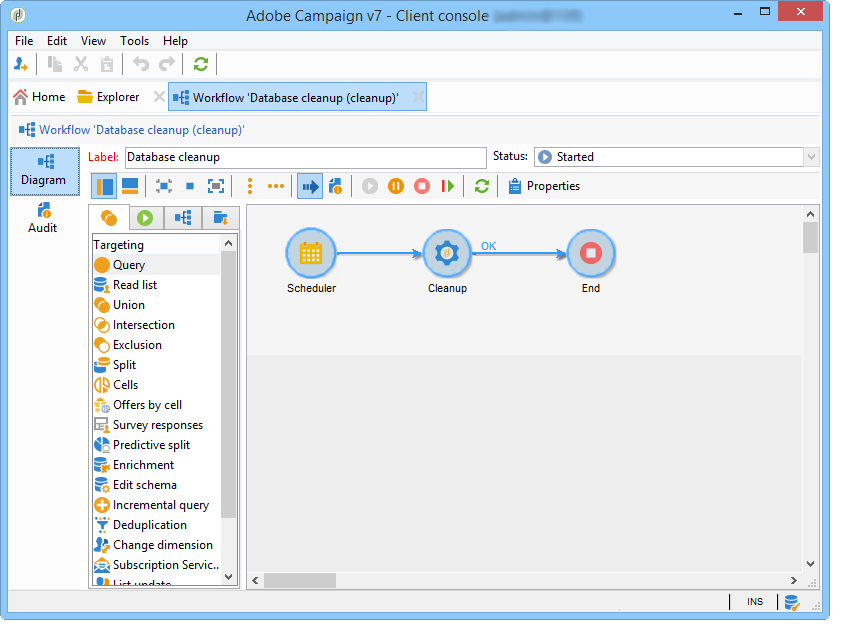 Adobe Campaign v7 - Client console
File Edit View Tools Help
Home Explorer Workflow 'Database cleanup (cleanup)'
Workflow 'Database cleanup (cleanup)'
Diagram
Audit
Label: Database cleanup Status: Started
Properties
Targeting
Query
Read list
Union
Intersection
Exclusion
Split
Cells
Offers by cell
Survey responses
Predictive split
Enrichment
Edit schema
Incremental query
Deduplication
Change dimension
Subscription Servic..
List update
Scheduler
Cleanup
OK
End
INS